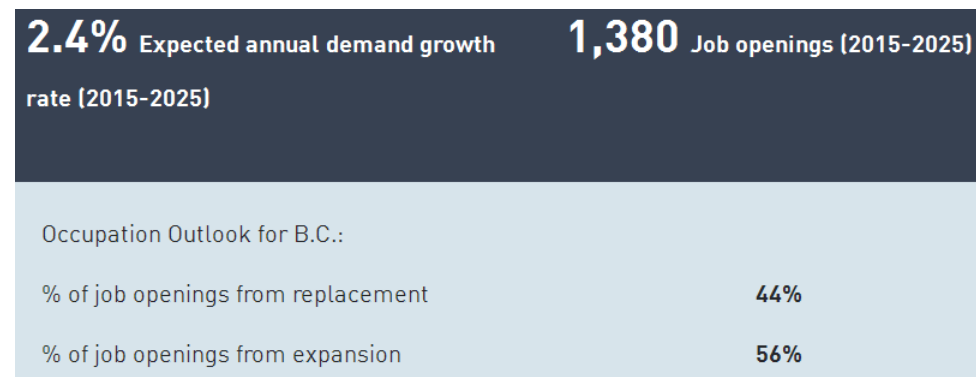 2.4% Expected annual demand growth
rate (2015-2025)
1,380 Job openings (2015-2025)
Occupation Outlook for B.C.:
% of job openings from replacement 44%
% of job openings from expansion 56%